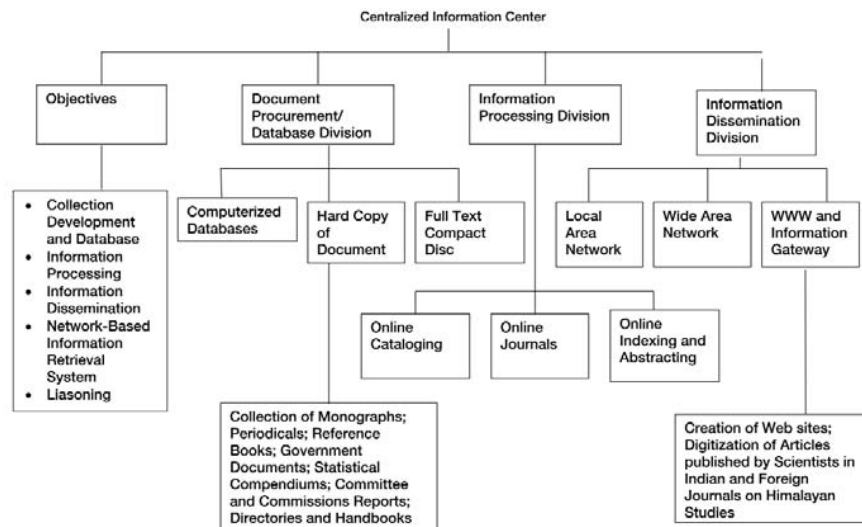 Centralized Information Center
Objectives
Document
Procurement/
Database Division
Information
Processing Division
Information
Dissemination
Division
• Collection
Development
and Database
• Information
Processing
• Information
Dissemination
• Network-Based
Information
Retrieval
System
• Liasoning
Computerized
Databases
Hard Copy
of
Document
Full Text
Compact
Disc
Local
Area
Network
Wide Area
Network
WWW and
Information
Gateway
Online
Cataloging
Online
Journals
Online
Indexing and
Abstracting
Collection of Monographs;
Periodicals; Reference
Books; Government
Documents; Statistical
Compendiums; Committee
and Commissions Reports;
Directories and Handbooks
Creation of Web sites;
Digitization of Articles
published by Scientists in
Indian and Foreign
Journals on Himalayan
Studies